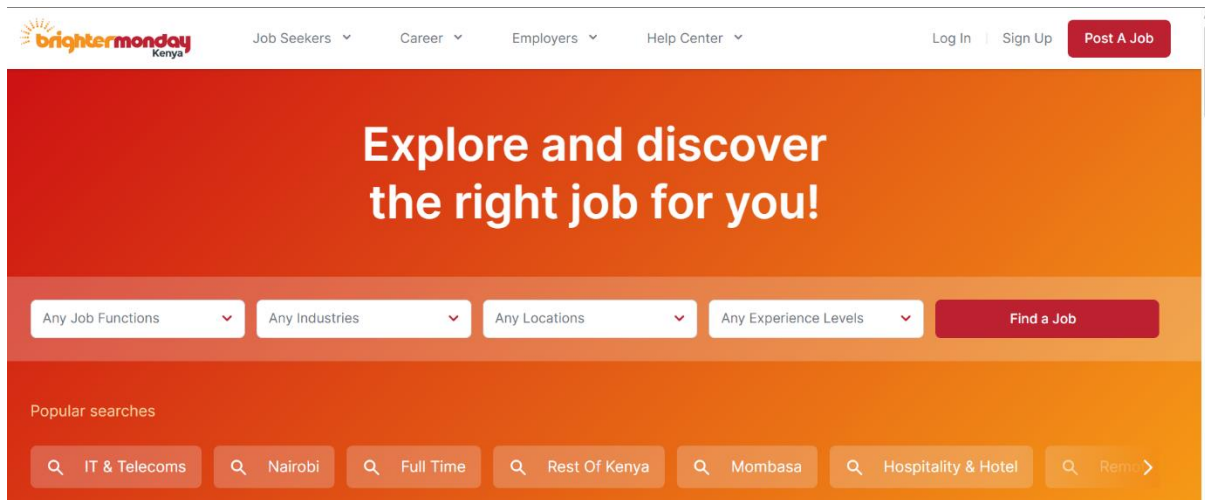 brightermonday
Kenya
Job Seekers
Career
Employers
Help Center
Log In
Sign Up
Post A Job
Explore and discover
the right job for you!
Any Job Functions
Any Industries
Any Locations
Any Experience Levels
Find a Job
Popular searches
IT & Telecoms
Nairobi
Full Time
Rest Of Kenya
Mombasa
Hospitality & Hotel